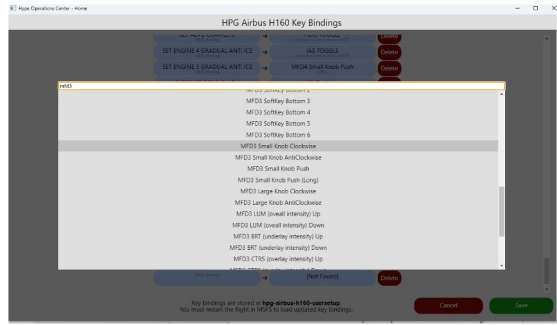 Hype Operations Center - Home
HPG Airbus H160 Key Bindings
Delete
SET ENGINE 4 GRADUAL ANTI ICE
→
IAS TOGGLE
Delete
SET ENGINE 3 GRADUAL ANTI ICE
→
MFD4 Small Knob Push
Delete
mfd3
MFD3 SoftKey Bottom 2
MFD3 SoftKey Bottom 3
MFD3 SoftKey Bottom 4
MFD3 SoftKey Bottom 5
MFD3 SoftKey Bottom 6
MFD3 Small Knob Clockwise
MFD3 Small Knob AntiClockwise
MFD3 Small Knob Push
MFD3 Small Knob Push (Long)
MFD3 Large Knob Clockwise
MFD3 Large Knob AntiClockwise
MFD3 LUM (oveall intensity) Up
MFD3 LUM (overall intensity) Down
MFD3 BRT (underlay intensity) Up
MFD3 BRT (underlay intensity) Down
MFD3 CTRS (overlay intensity) Up
→
[Not Found]
Delete
Key bindings are stored in hpg-airbus-h160-usersetup.
You must restart the flight in MSFS to load updated key bindings.
Cancel
Save